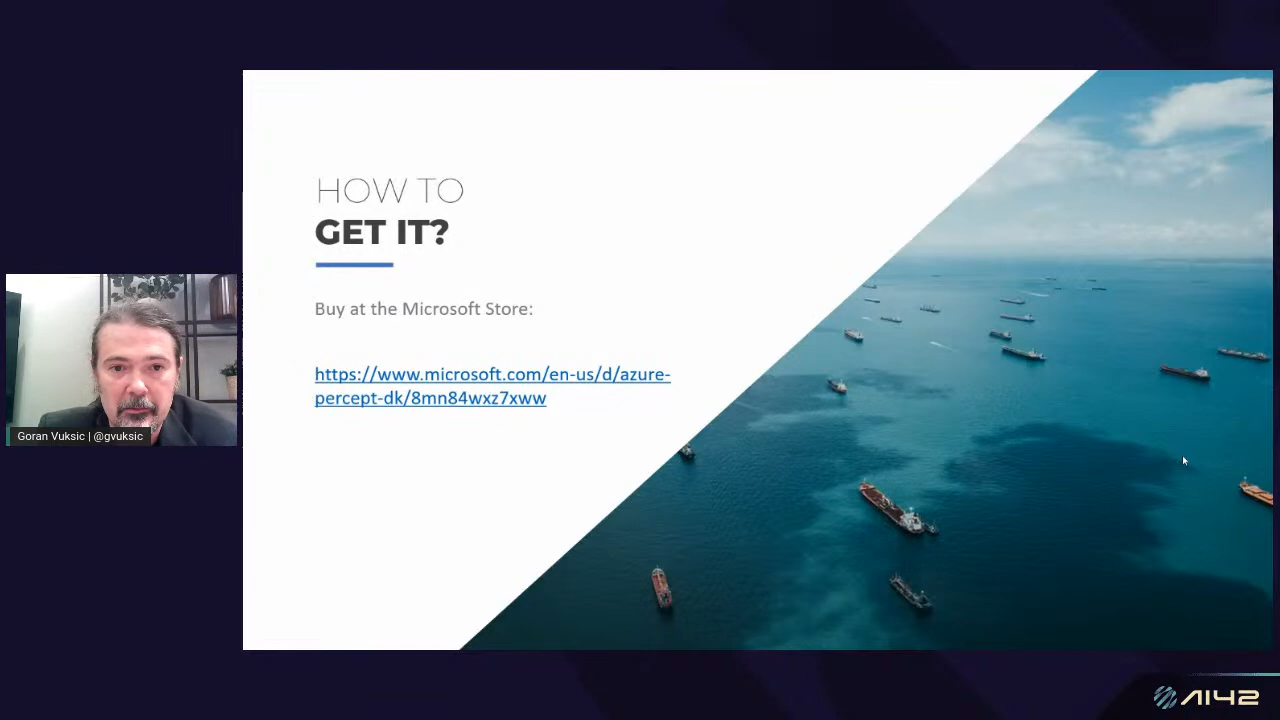 HOW TO
GET IT?
Buy at the Microsoft Store:
https://www.microsoft.com/en-us/d/azure-
percept-dk/8mn84wxz7xww
Goran Vuksic | @gvuksic
AI42